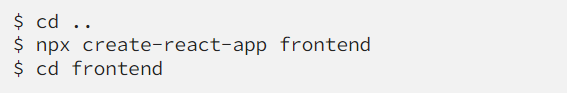 $ cd ..
$ npx create-react-app frontend
$ cd frontend